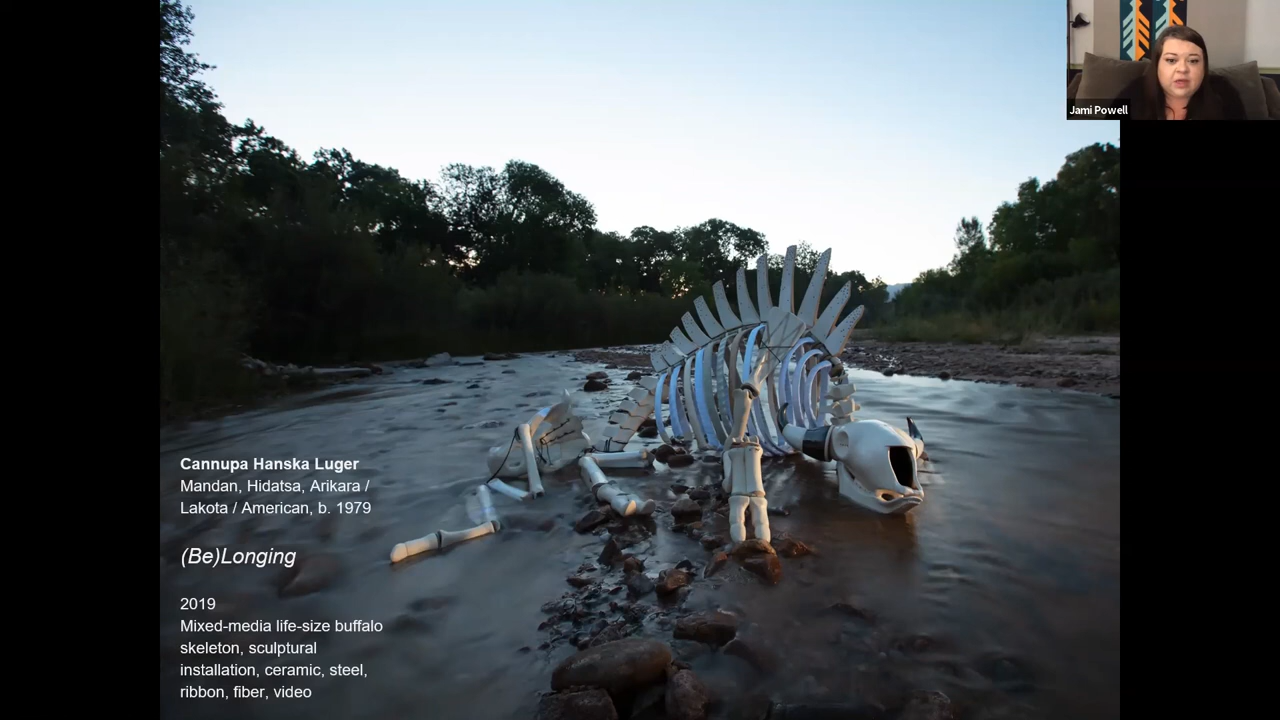 Jami Powell
Cannupa Hanska Luger
Mandan, Hidatsa, Arikara /
Lakota / American, b. 1979
(Be)Longing
2019
Mixed-media life-size buffalo
skeleton, sculptural
installation, ceramic, steel,
ribbon, fiber, video